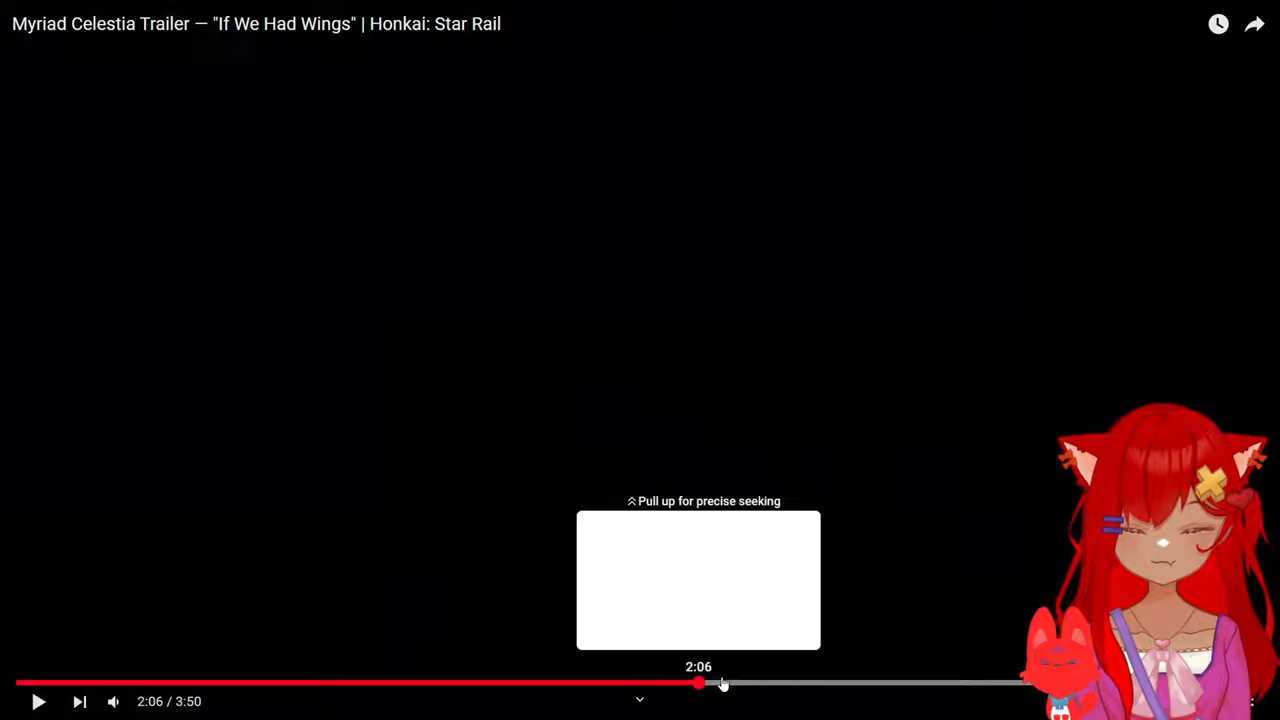 Myriad Celestia Trailer — "If We Had Wings" | Honkai: Star Rail
Pull up for precise seeking
2:06
2:06 / 3:50